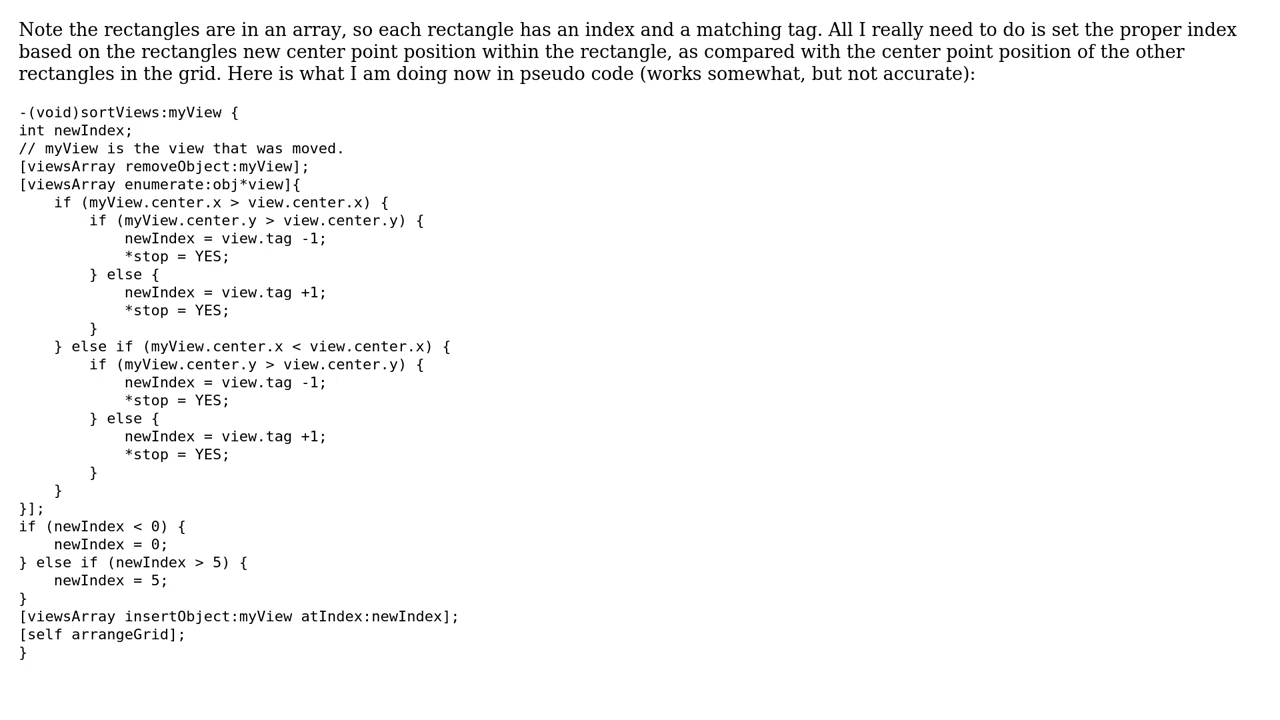 Note the rectangles are in an array, so each rectangle has an index and a matching tag. All I really need to do is set the proper index
based on the rectangles new center point position within the rectangle, as compared with the center point position of the other
rectangles in the grid. Here is what I am doing now in pseudo code (works somewhat, but not accurate):
-(void)sortViews:myView {
int newIndex;
// myView is the view that was moved.
[viewsArray removeObject:myView];
[viewsArray enumerate:obj*view]{
    if (myView.center.x > view.center.x) {
        if (myView.center.y > view.center.y) {
            newIndex = view.tag -1;
            *stop = YES;
        } else {
            newIndex = view.tag +1;
            *stop = YES;
        }
    } else if (myView.center.x < view.center.x) {
        if (myView.center.y > view.center.y) {
            newIndex = view.tag -1;
            *stop = YES;
        } else {
            newIndex = view.tag +1;
            *stop = YES;
        }
    }
}];
if (newIndex < 0) {
    newIndex = 0;
} else if (newIndex > 5) {
    newIndex = 5;
}
[viewsArray insertObject:myView atIndex:newIndex];
[self arrangeGrid];
}